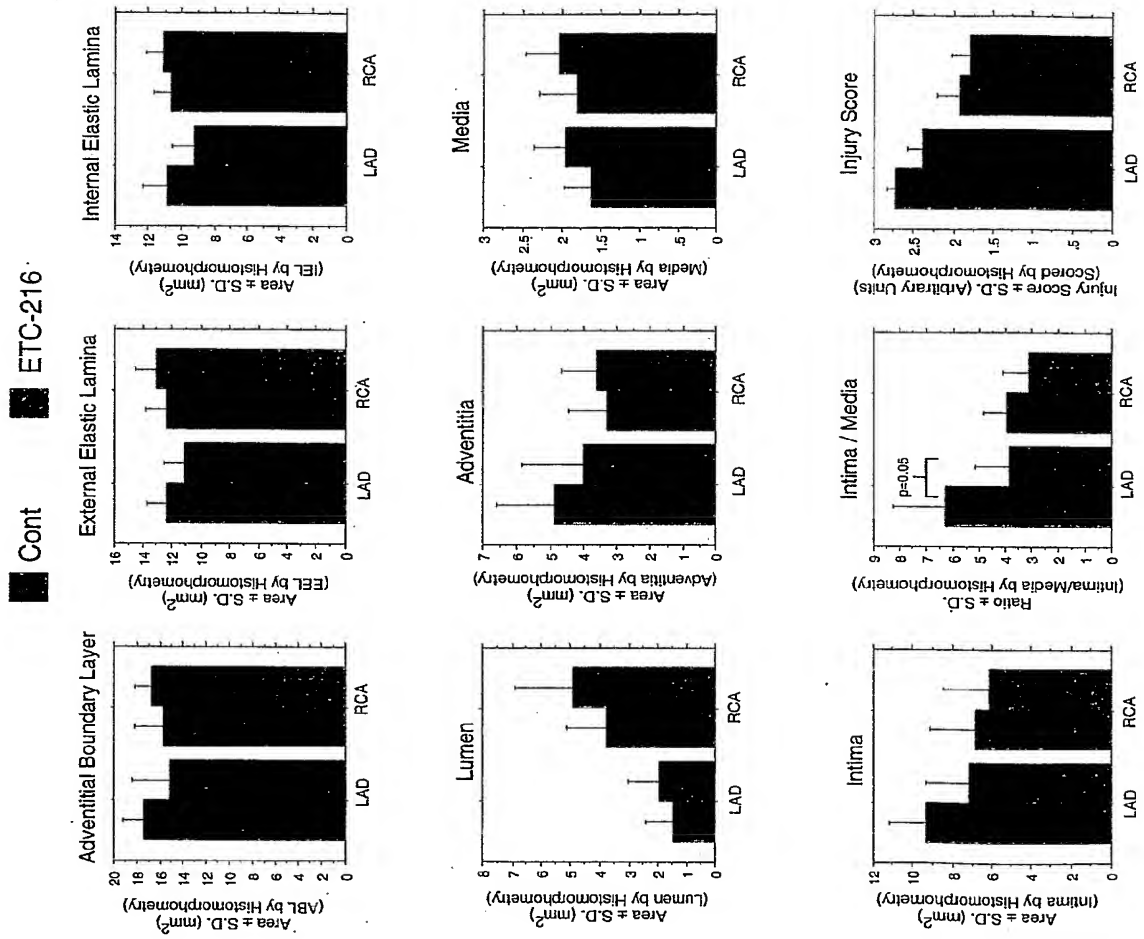 Cont
ETC-216
Adventitial Boundary Layer
Area ± S.D. (mm²)
(ABL by Histomorphometry)
20
18
16
14
12
10
8
6
4
2
0
LAD
RCA
External Elastic Lamina
Area ± S.D. (mm²)
(EEL by Histomorphometry)
16
14
12
10
8
6
4
2
0
LAD
RCA
Internal Elastic Lamina
Area ± S.D. (mm²)
(IEL by Histomorphometry)
14
12
10
8
6
4
2
0
LAD
RCA
Lumen
Area ± S.D. (mm²)
(Lumen by Histomorphometry)
8
7
6
5
4
3
2
1
0
LAD
RCA
Adventitia
Area ± S.D. (mm²)
(Adventitia by Histomorphometry)
7
6
5
4
3
2
1
0
LAD
RCA
Media
Area ± S.D. (mm²)
(Media by Histomorphometry)
3
2.5
2
1.5
1
.5
0
LAD
RCA
Intima
Area ± S.D. (mm²)
(Intima by Histomorphometry)
12
10
8
6
4
2
0
LAD
RCA
Intima / Media
Ratio ± S.D.
(Intima/Media by Histomorphometry)
9
8
7
6
5
4
3
2
1
0
p=0.05
LAD
RCA
Injury Score
Injury Score ± S.D. (Arbitrary Units)
(Scored by Histomorphometry)
3
2.5
2
1.5
1
.5
0
LAD
RCA